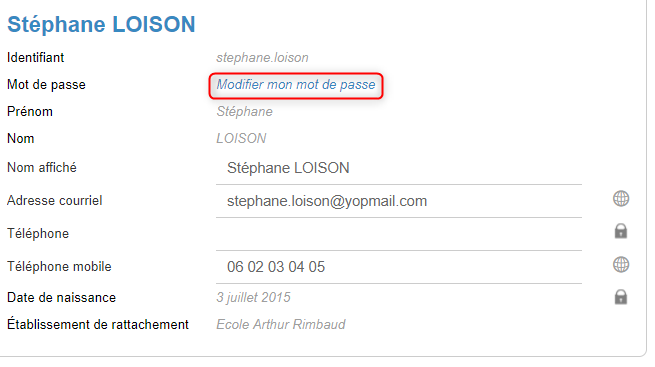 Stéphane LOISON
Identifiant stephane.loison
Mot de passe Modifier mon mot de passe
Prénom Stéphane
Nom LOISON
Nom affiché Stéphane LOISON
Adresse courriel stephane.loison@yopmail.com
Téléphone
Téléphone mobile 06 02 03 04 05
Date de naissance 3 juillet 2015
Établissement de rattachement Ecole Arthur Rimbaud